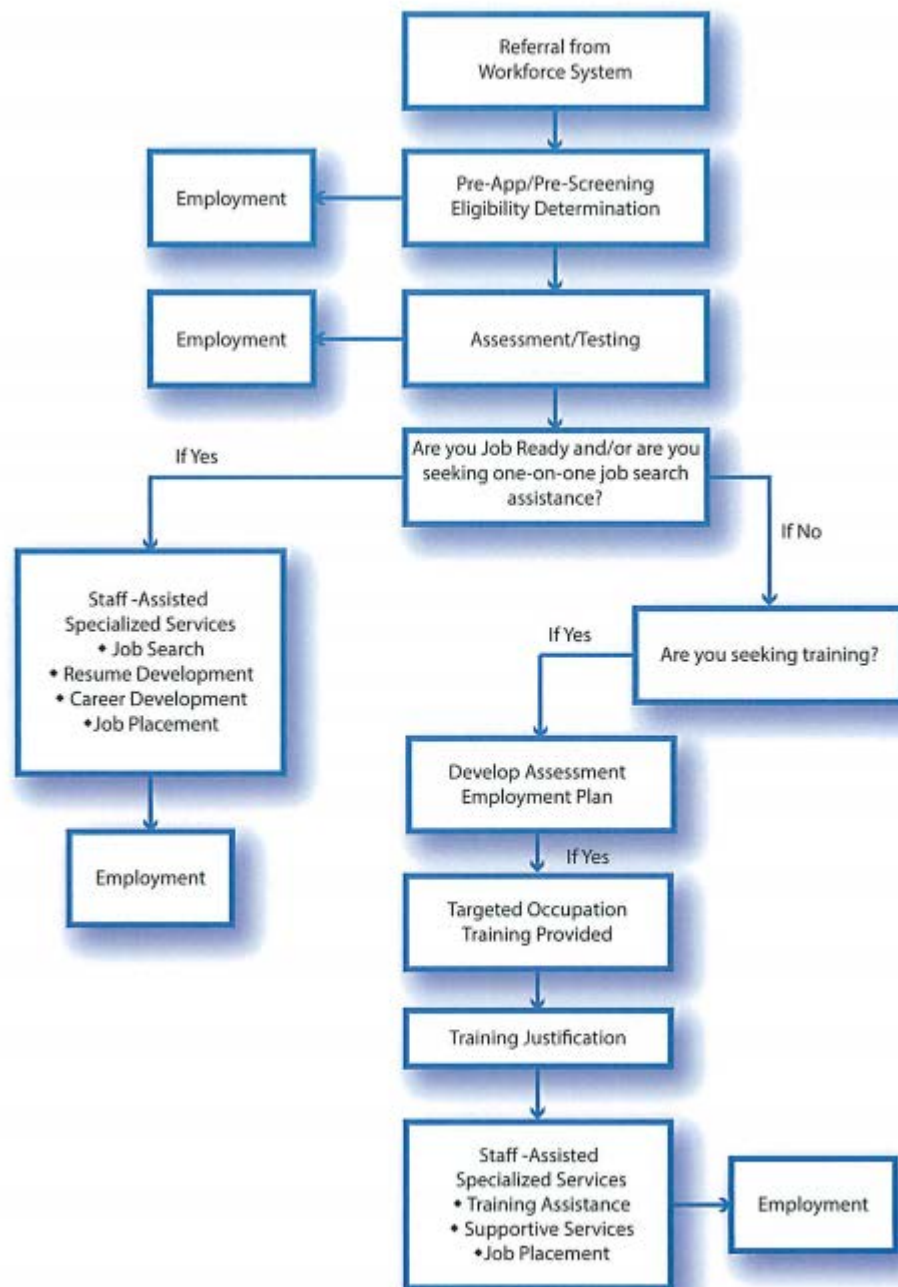 Referral from
Workforce System
Employment
Pre-App/Pre-Screening
Eligibility Determination
Employment
Assessment/Testing
If Yes
Are you Job Ready and/or are you
seeking one-on-one job search
assistance?
If No
Staff -Assisted
Specialized Services
◆ Job Search
◆ Resume Development
◆ Career Development
◆Job Placement
If Yes
Are you seeking training?
Develop Assessment
Employment Plan
Employment
If Yes
Targeted Occupation
Training Provided
Training Justification
Staff -Assisted
Specialized Services
◆ Training Assistance
◆ Supportive Services
◆Job Placement
Employment